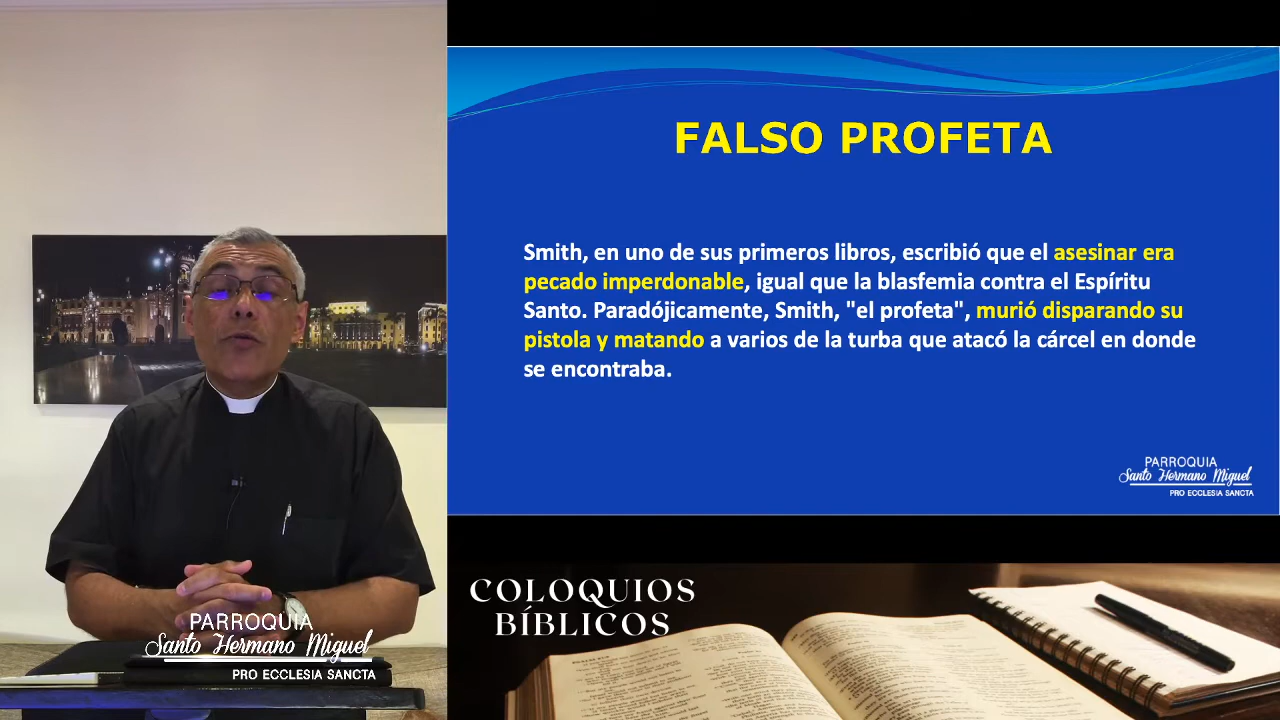 FALSO PROFETA
Smith, en uno de sus primeros libros, escribió que el asesinar era
pecado imperdonable, igual que la blasfemia contra el Espíritu
Santo. Paradójicamente, Smith, "el profeta", murió disparando su
pistola y matando a varios de la turba que atacó la cárcel en donde
se encontraba.
PARROQUIA
Santo Hermano Miguel
PRO ECCLESIA SANCTA
COLOQUIOS
BÍBLICOS
PARROQUIA
Santo Hermano Miguel
PRO ECCLESIA SANCTA